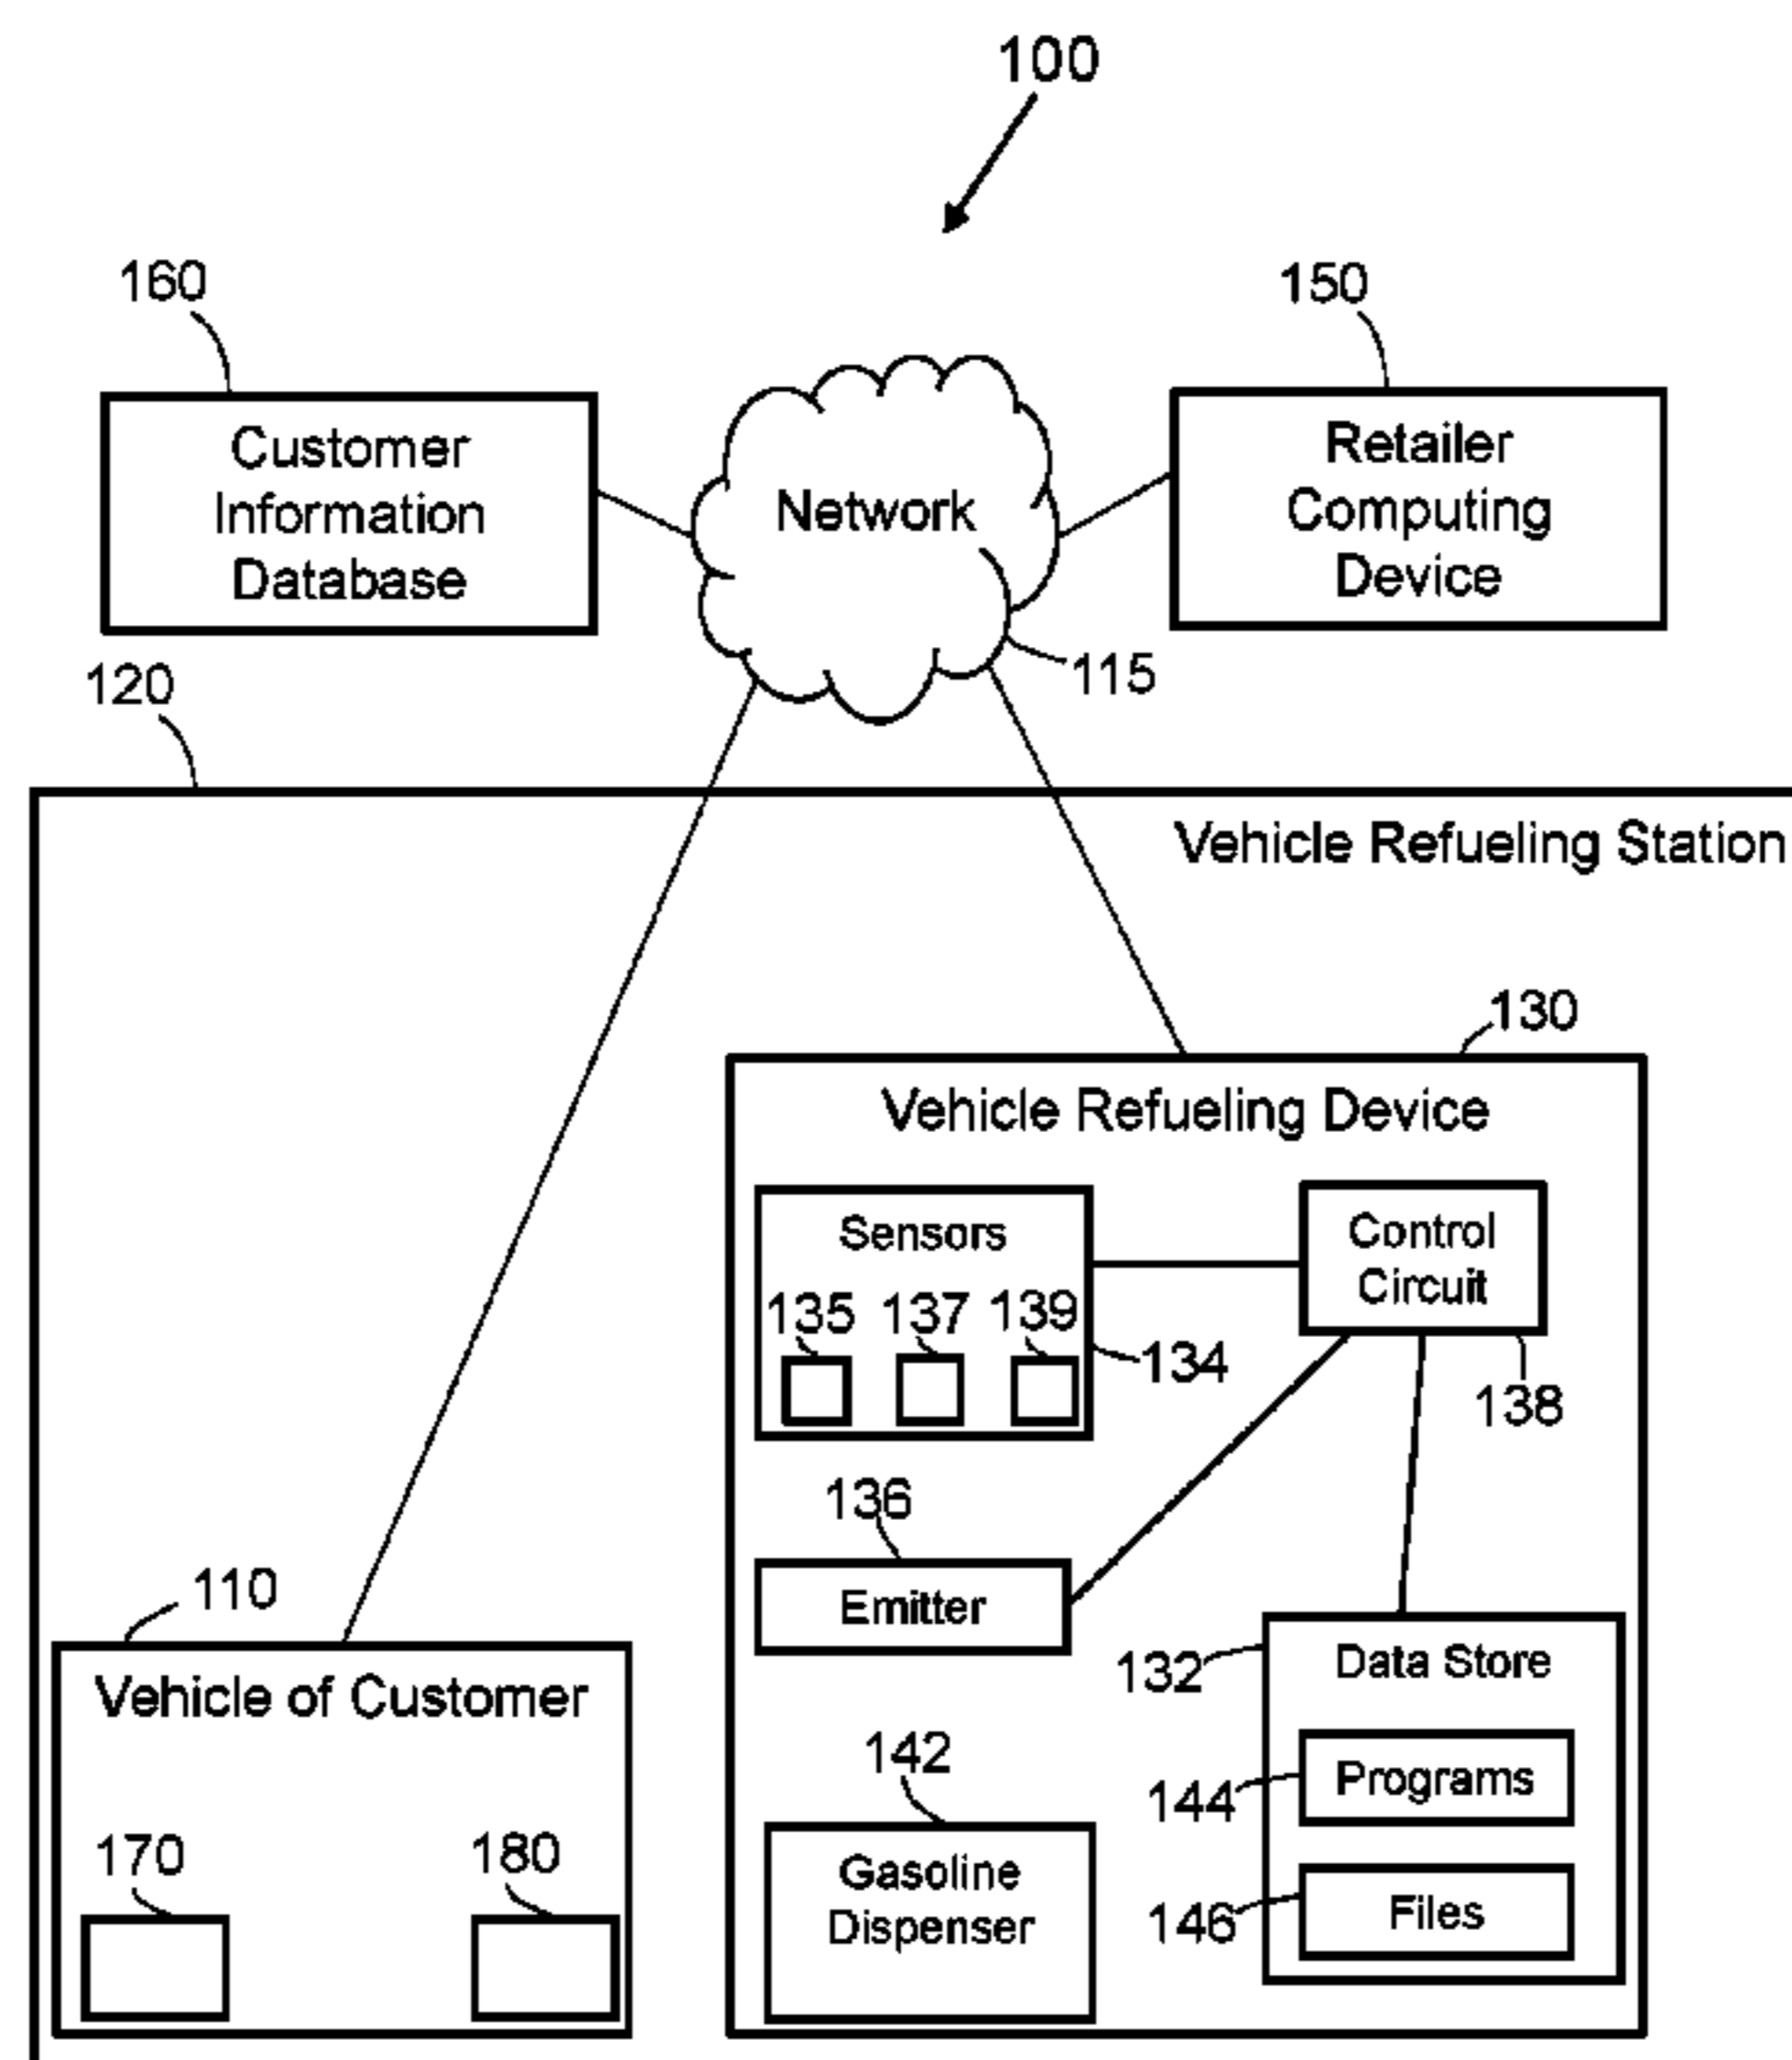 100
160
150
Customer
Information
Database
Network
Retailer
Computing
Device
115
120
Vehicle Refueling Station
130
Vehicle Refueling Device
Sensors
135 137 139
134
Control
Circuit
138
136
Emitter
132
Data Store
144
Programs
146
Files
142
Gasoline
Dispenser
110
Vehicle of Customer
170
180